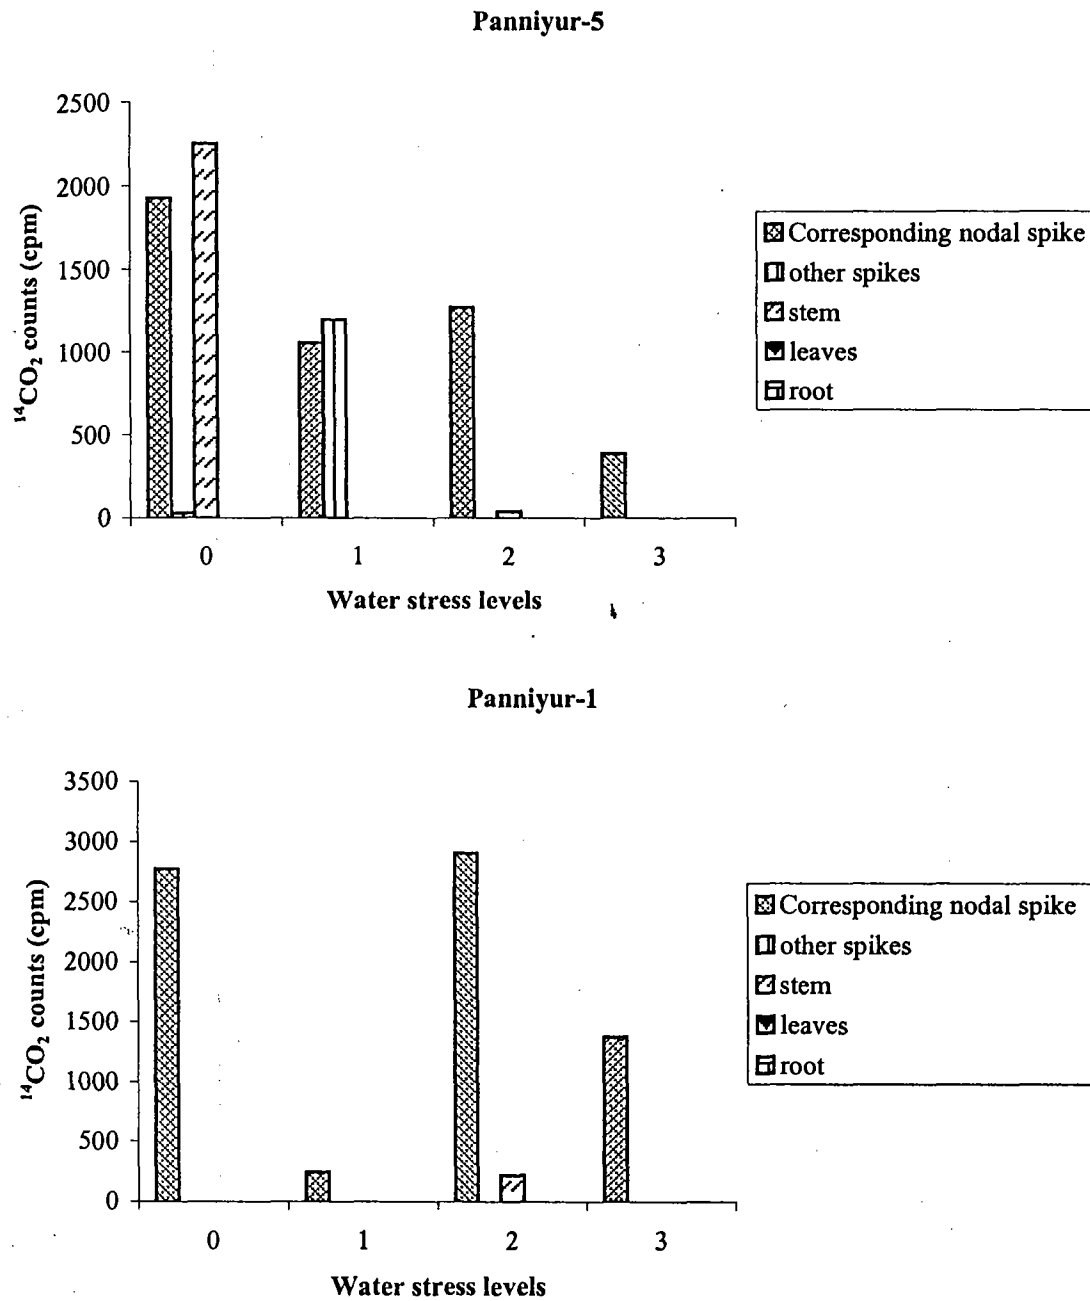 Panniyur-5
2500
2000
1500
1000
500
0
¹⁴CO₂ counts (cpm)
0 1 2 3
Water stress levels
Corresponding nodal spike
other spikes
stem
leaves
root
Panniyur-1
3500
3000
2500
2000
1500
1000
500
0
¹⁴CO₂ counts (cpm)
0 1 2 3
Water stress levels
Corresponding nodal spike
other spikes
stem
leaves
root